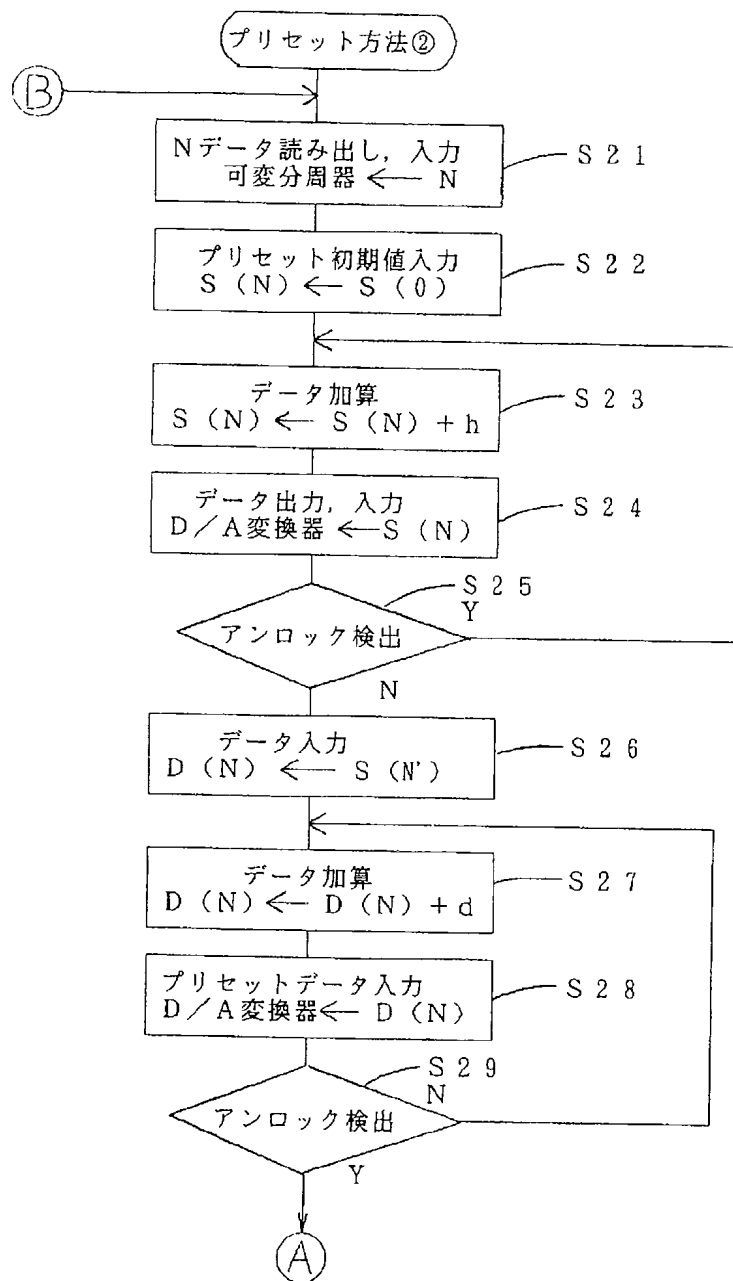 プリセット方法②
B
Nデータ読み出し，入力
可変分周器 ← N
S21
プリセット初期値入力
S(N) ← S(0)
S22
データ加算
S(N) ← S(N)+h
S23
データ出力，入力
D／A変換器 ← S(N)
S24
S25
Y
アンロック検出
N
データ入力
D(N) ← S(N')
S26
データ加算
D(N) ← D(N)+d
S27
プリセットデータ入力
D／A変換器 ← D(N)
S28
S29
N
アンロック検出
Y
A